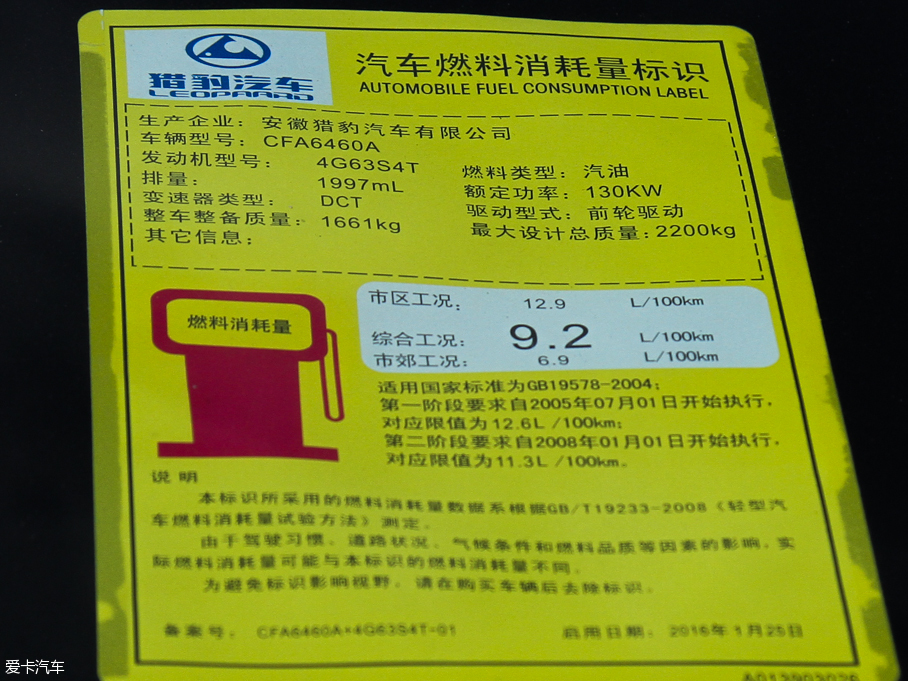 猎豹汽车
LEOPAARD
汽车燃料消耗量标识
AUTOMOBILE FUEL CONSUMPTION LABEL
生产企业：安徽猎豹汽车有限公司
车辆型号：CFA6460A
发动机型号：4G63S4T 燃料类型：汽油
排量：1997mL 额定功率：130KW
变速器类型：DCT 驱动型式：前轮驱动
整车整备质量：1661kg 最大设计总质量：2200kg
其它信息：
燃料消耗量
市区工况：12.9 L/100km
综合工况：9.2 L/100km
市郊工况：6.9 L/100km
适用国家标准为GB19578-2004；
第一阶段要求自2005年07月01日开始执行，
对应限值为12.6L /100km；
第二阶段要求自2008年01月01日开始执行，
对应限值为11.3L /100km。
说明
本标识所采用的燃料消耗量数据系根据GB/T19233-2008《轻型汽
车燃料消耗量试验方法》测定。
由于驾驶习惯、道路状况、气候条件和燃料品质等因素的影响，实
际燃料消耗量可能与本标识的燃料消耗量不同。
为避免标识影响视野，请在购买车辆后去除标识。
备案号：CFA6460A×4G63S4T-01 启用日期：2016年1月25日
爱卡汽车